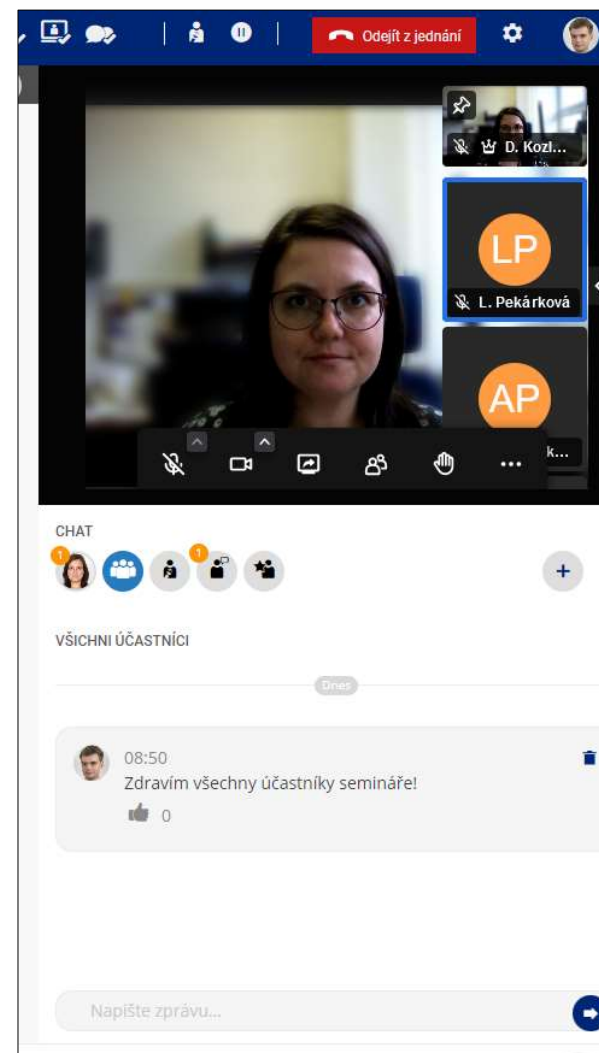 Odejít z jednání
D. Kozl...
LP
L. Pekárková
AP
k...
CHAT
1
1
VŠICHNI ÚČASTNÍCI
Dnes
08:50
Zdravím všechny účastníky semináře!
0
Napište zprávu...